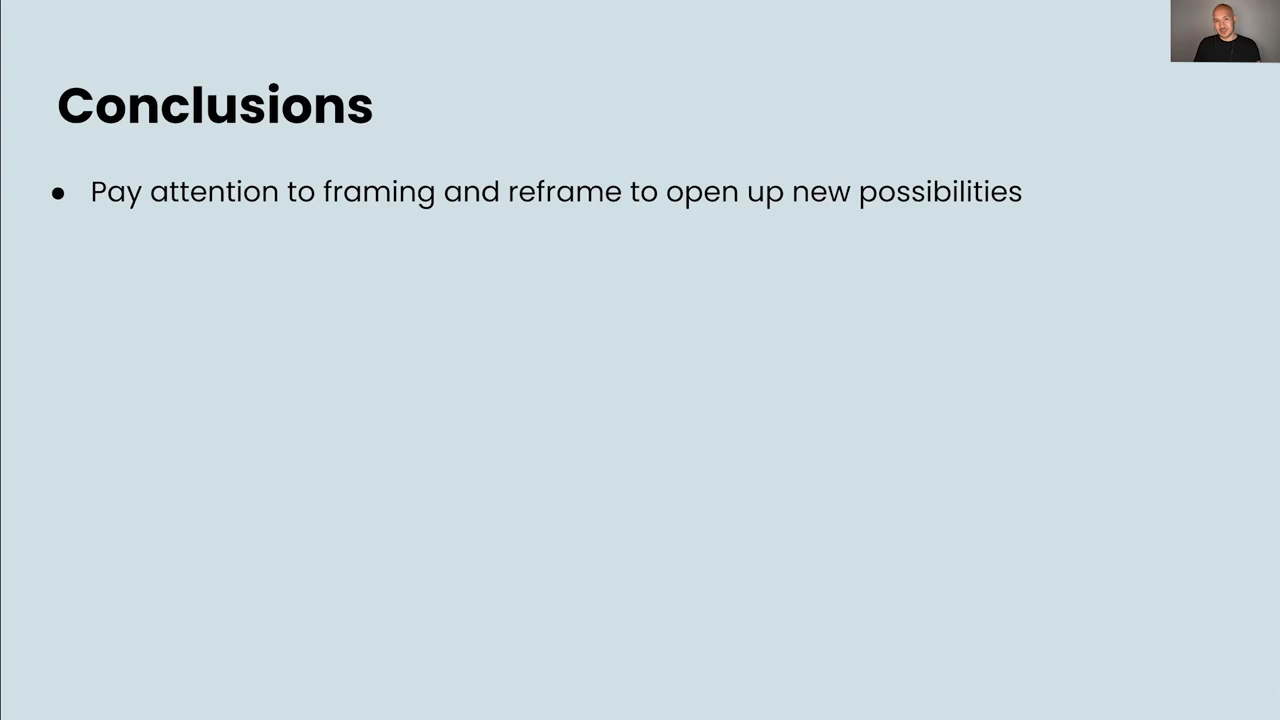 Conclusions
● Pay attention to framing and reframe to open up new possibilities